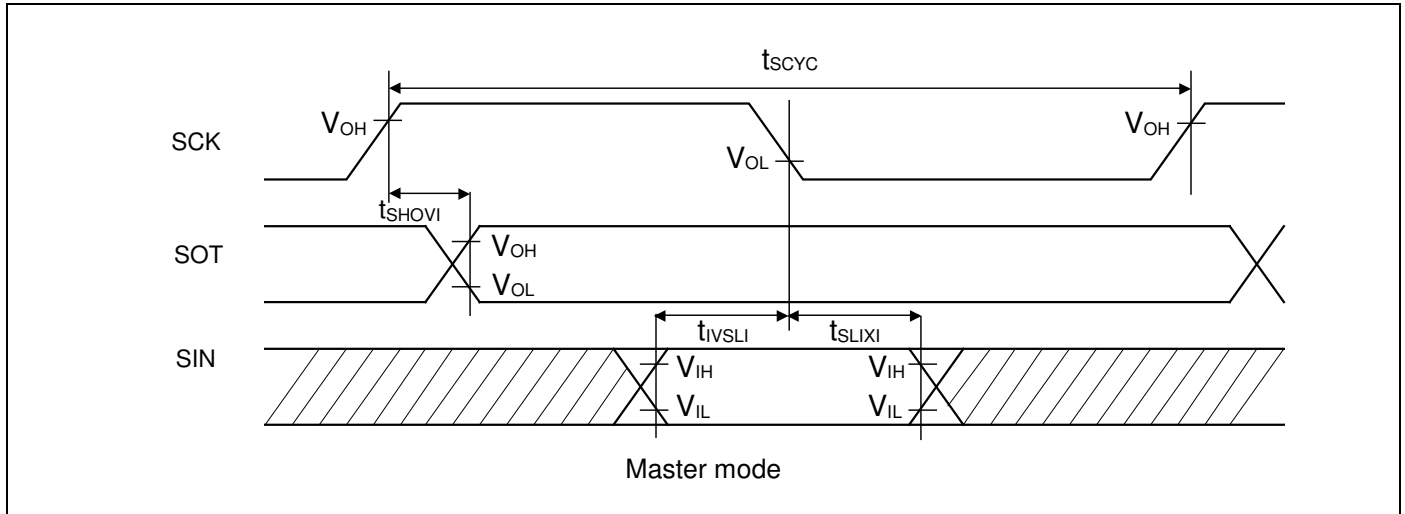 tSCYC
SCK
VOH
VOL
VOH
tSHOVI
SOT
VOH
VOL
tIVSLI
tSLIXI
SIN
VIH
VIH
VIL
VIL
Master mode